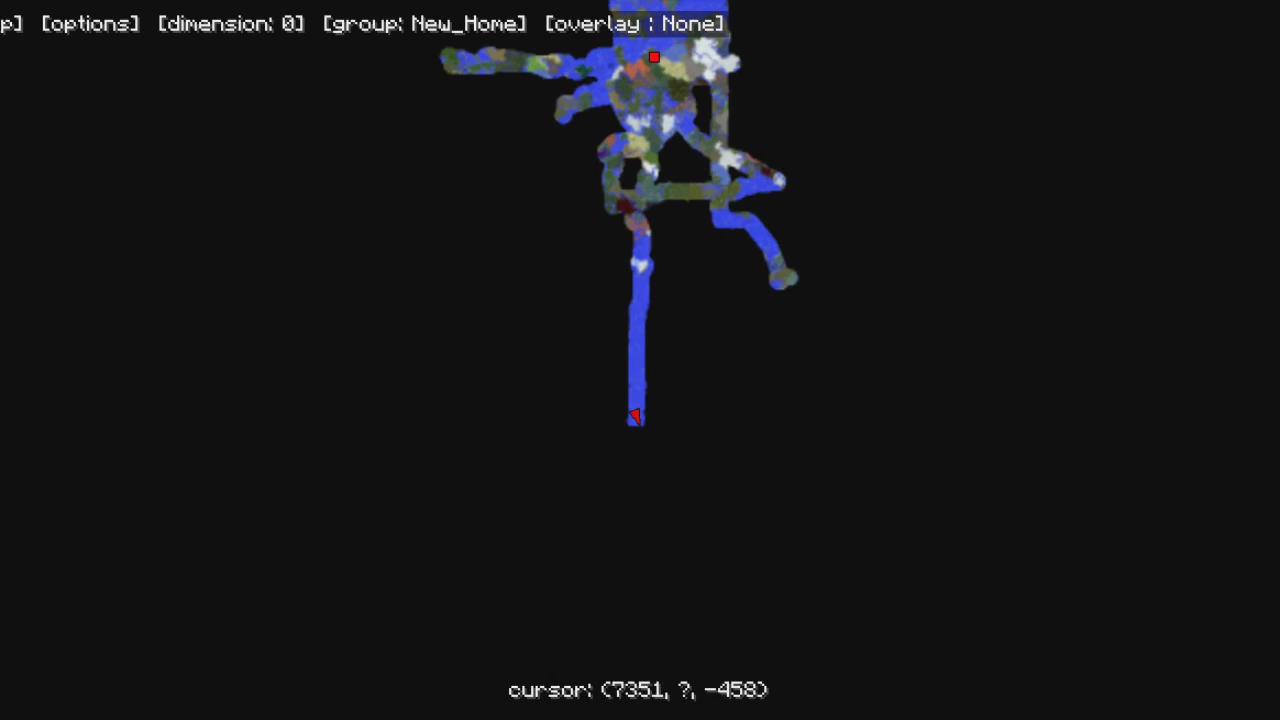 p] [options] [dimension: 0] [group: New_Home] [overlay : None]
cursor: (7351, ?, -458)